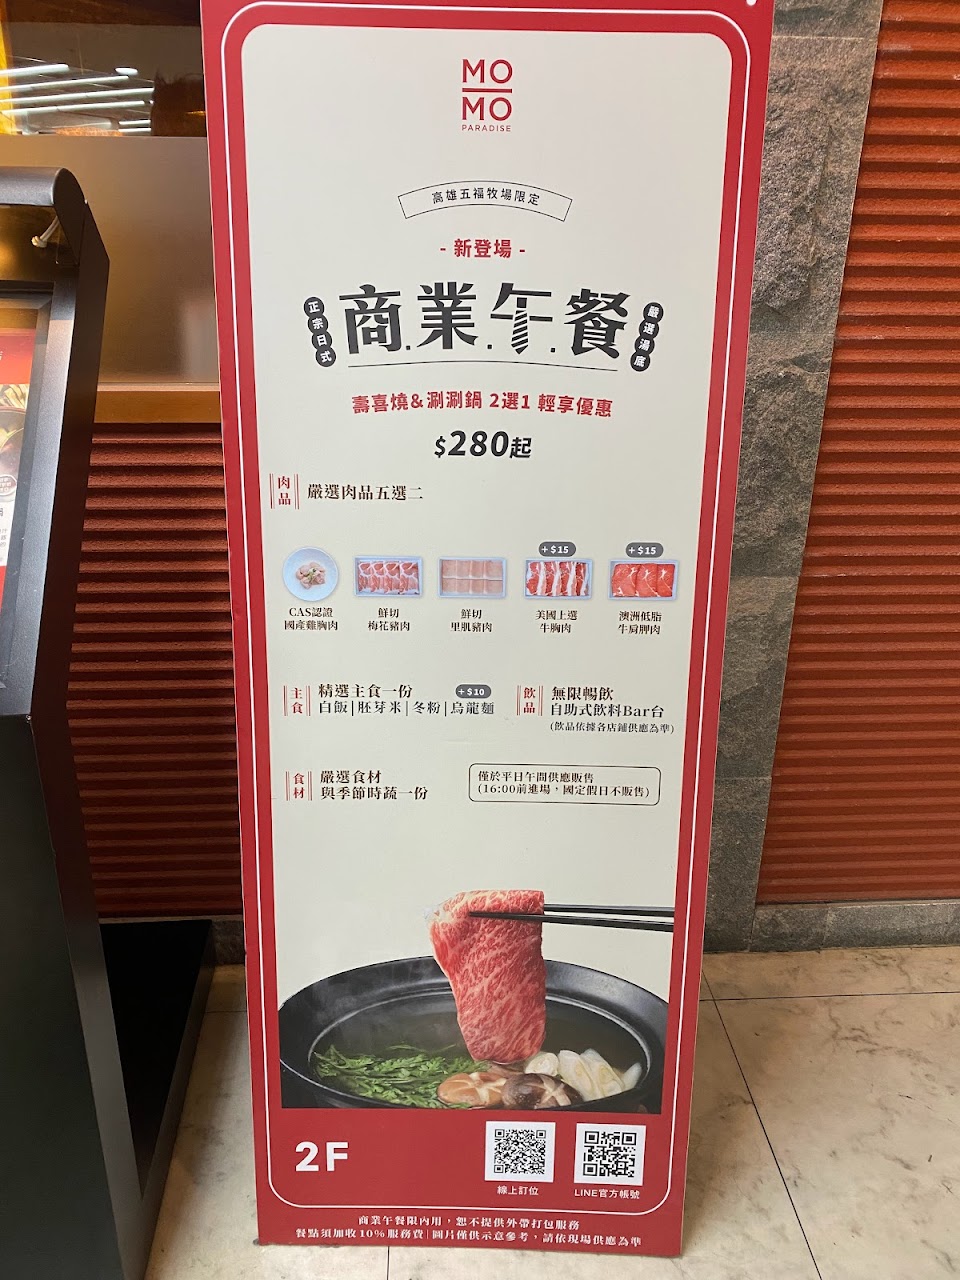 MO
MO
PARADISE
高雄五福牧場限定
- 新登場 -
正宗日式
商業午餐
嚴選湯底
壽喜燒&涮涮鍋 2選1 輕享優惠
$280起
肉品
嚴選肉品五選二
+$15
+$15
CAS認證
國產雞胸肉
鮮切
梅花豬肉
鮮切
里肌豬肉
美國上選
牛胸肉
澳洲低脂
牛肩胛肉
主食
精選主食一份
+$10
白飯|胚芽米|冬粉|烏龍麵
飲品
無限暢飲
自助式飲料Bar台
(飲品依據各店鋪供應為準)
食材
嚴選食材
與季節時蔬一份
僅於平日午間供應販售
(16:00前進場，國定假日不販售)
2F
線上訂位
LINE官方帳號
商業午餐限內用，恕不提供外帶打包服務
餐點須加收10%服務費|圖片僅供示意參考，請依現場供應為準